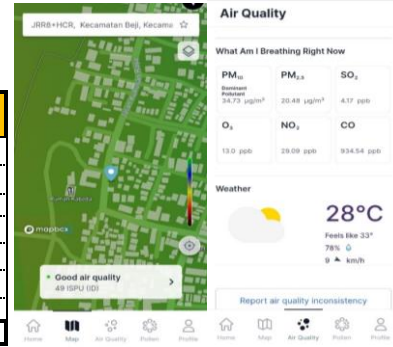 JRR8+HCR, Kecamatan Beji, Kecama
mapbox
Good air quality
49 ISPU (ID)
Home Map Air Quality Pollen Profile
Air Quality
What Am I Breathing Right Now
PM₁₀ PM₂.₅ SO₂
Dominant
Pollutant
34.73 µg/m³ 20.48 µg/m³ 4.17 ppb
O₃ NO₂ CO
13.0 ppb 29.09 ppb 934.54 ppb
Weather
28°C
Feels like 33°
78%
9 km/h
Report air quality inconsistency
Home Map Air Quality Pollen Profile